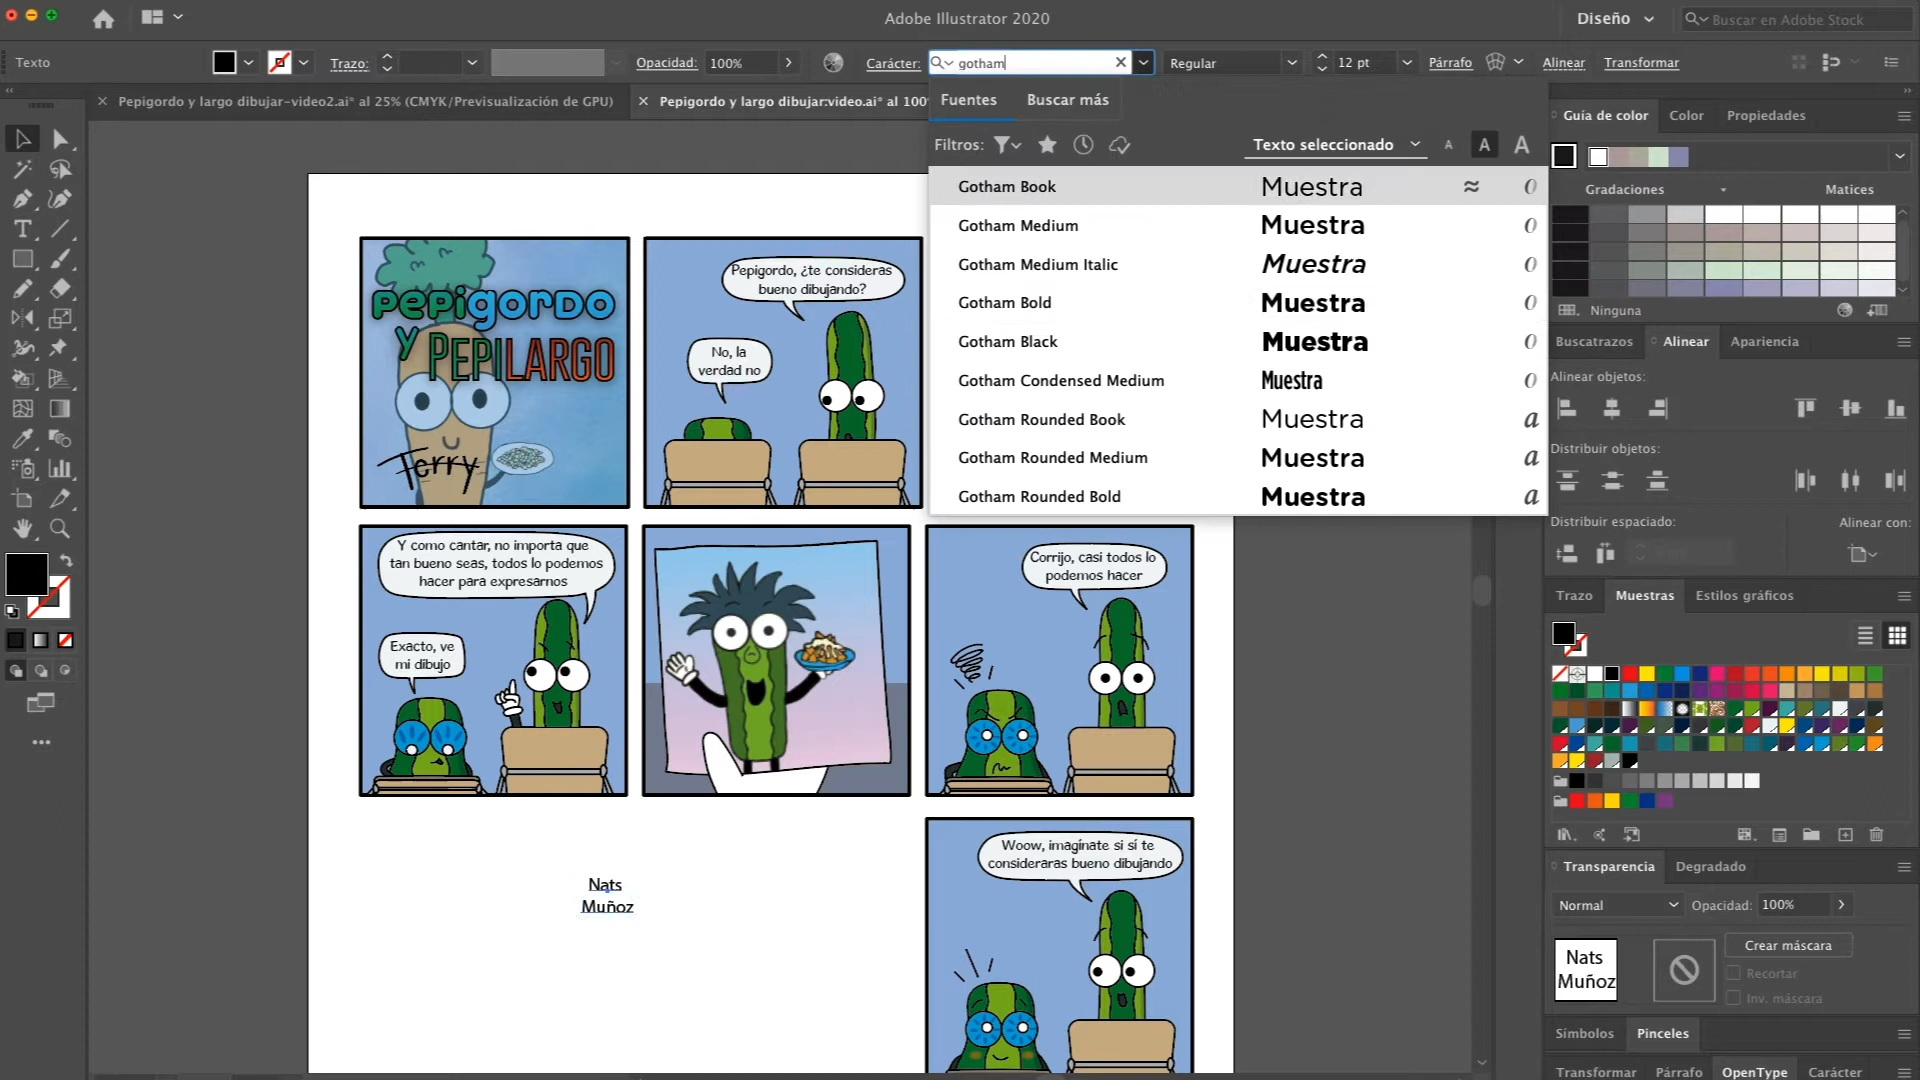 Adobe Illustrator 2020
Diseño
Buscar en Adobe Stock
Texto
Trazo:
Opacidad:
100%
Carácter:
gotham
Regular
12 pt
Párrafo
Alinear
Transformar
Pepigordo y largo dibujar-video2.ai* al 25% (CMYK/Previsualización de GPU)
Pepigordo y largo dibujar:video.ai* al 100%
Fuentes
Buscar más
Filtros:
Texto seleccionado
A
A
A
Gotham Book
Muestra
Gotham Medium
Muestra
Gotham Medium Italic
Muestra
Gotham Bold
Muestra
Gotham Black
Muestra
Gotham Condensed Medium
Muestra
Gotham Rounded Book
Muestra
Gotham Rounded Medium
Muestra
Gotham Rounded Bold
Muestra
Pepigordo
y Pepilargo
Terry
Pepigordo, ¿te consideras
bueno dibujando?
No, la
verdad no
Y como cantar, no importa que
tan bueno seas, todos lo podemos
hacer para expresarnos
Exacto, ve
mi dibujo
Corrijo, casi todos lo
podemos hacer
Woow, imagínate si sí te
consideraras bueno dibujando
Nats
Muñoz
Guía de color
Color
Propiedades
Gradaciones
Matices
Ninguna
Buscatrazos
Alinear
Apariencia
Alinear objetos:
Distribuir objetos:
Distribuir espaciado:
Alinear con:
Trazo
Muestras
Estilos gráficos
Transparencia
Degradado
Normal
Opacidad:
100%
Nats
Muñoz
Crear máscara
Recortar
Inv. máscara
Símbolos
Pinceles
Transformar
Párrafo
OpenType
Carácter